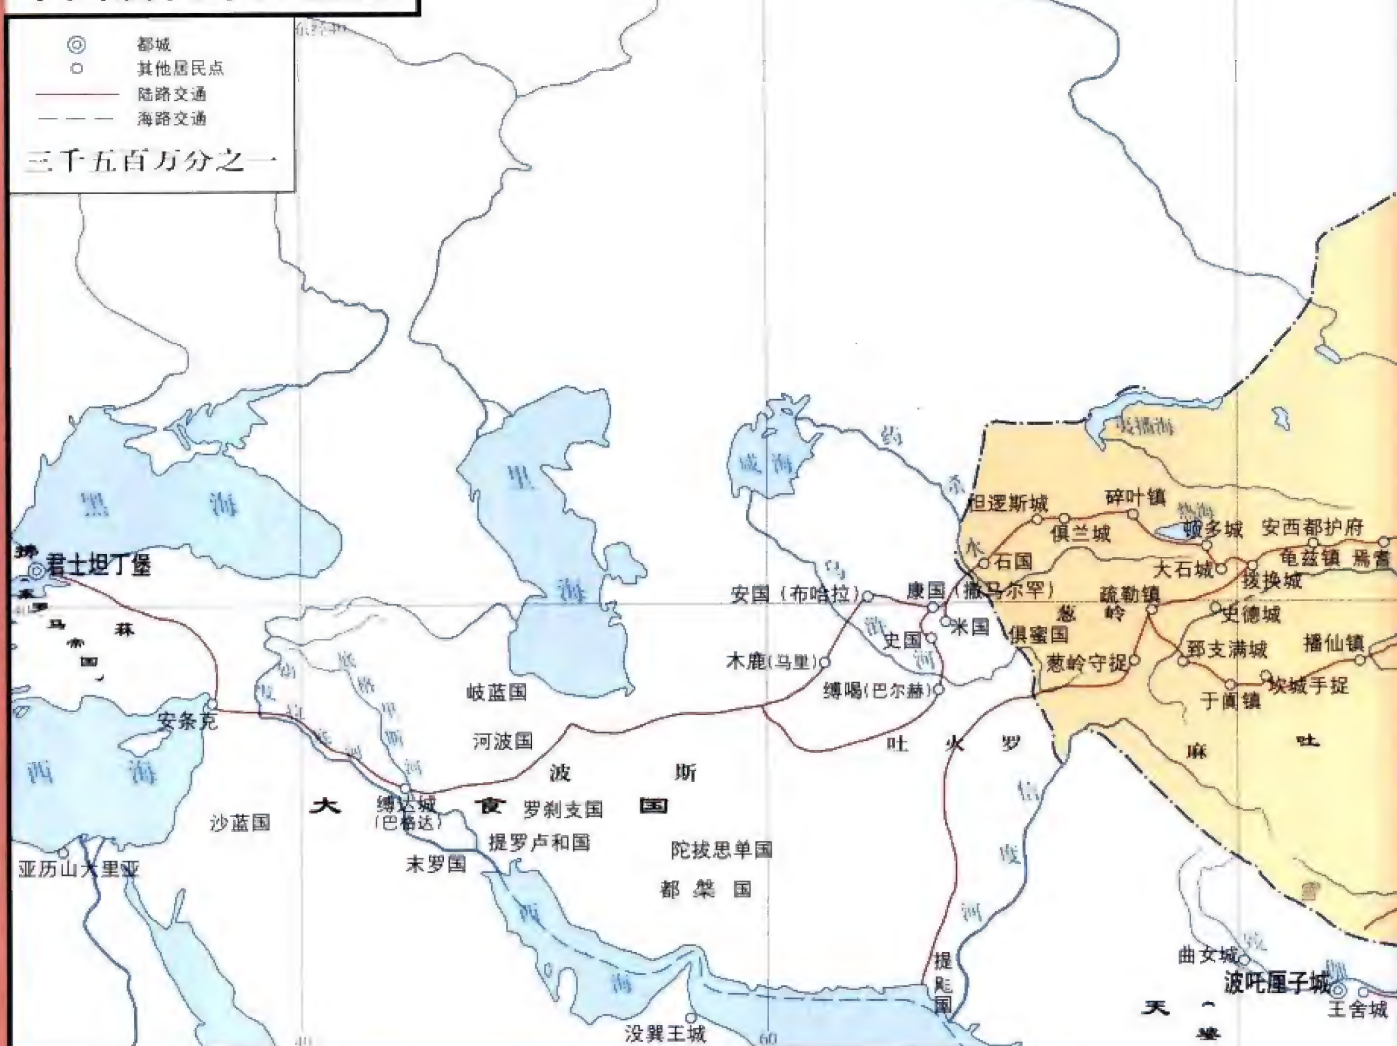 都城
其他居民点
陆路交通
海路交通
三千五百万分之一
黑海
里海
咸海
药杀水
热海
怛逻斯城
碎叶镇
俱兰城
顿多城
安西都护府
石国
大石城
龟兹镇
焉耆
拨换城
君士坦丁堡
安国(布哈拉)
康国(撒马尔罕)
疏勒镇
葱岭
史德城
米国
史国
俱蜜国
乌浒河
木鹿(马里)
葱岭守捉
郅支满城
播仙镇
缚喝(巴尔赫)
于阗镇
坎城手捉
岐蓝国
底格里斯河
安条克
河波国
吐火罗
西海
波斯
大食国
缚达城
(巴格达)
罗刹支国
沙蓝国
提罗卢和国
末罗国
陀拔思单国
都槃国
亚历山大里亚
信度河
西海
提䫻国
曲女城
波吒厘子城
王舍城
天
没巽王城
40
60